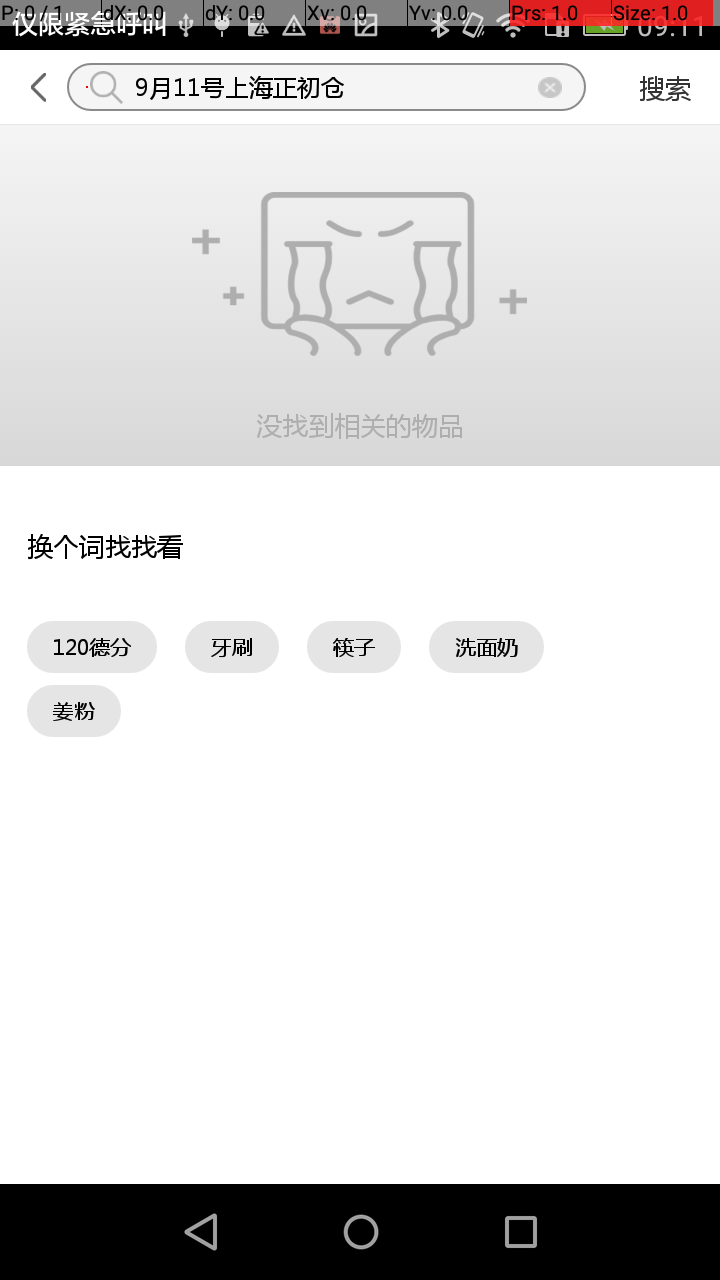 P: 0 / 1 dX: 0.0 dY: 0.0 Xv: 0.0 Yv: 0.0 Prs: 1.0 Size: 1.0
仅限紧急呼叫 09:11
9月11号上海正初仓 搜索
没找到相关的物品
换个词找找看
120德分 牙刷 筷子 洗面奶
姜粉